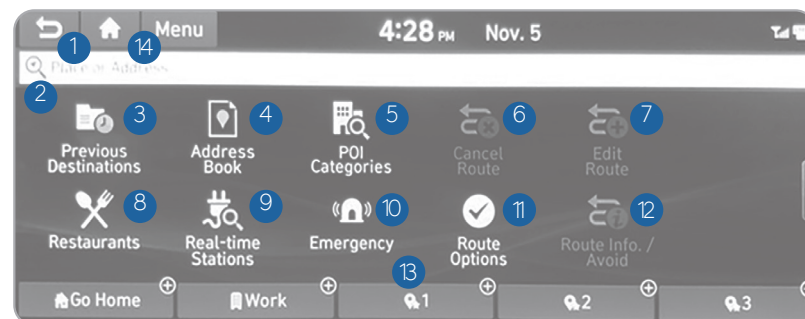 Menu 4:28 PM Nov. 5
1 14
Place or Address
2
3 4 5 6 7
Previous Destinations
Address Book
POI Categories
Cancel Route
Edit Route
8 9 10 11 12
Restaurants
Real-time Stations
Emergency
Route Options
Route Info. / Avoid
13
Go Home Work 1 2 3